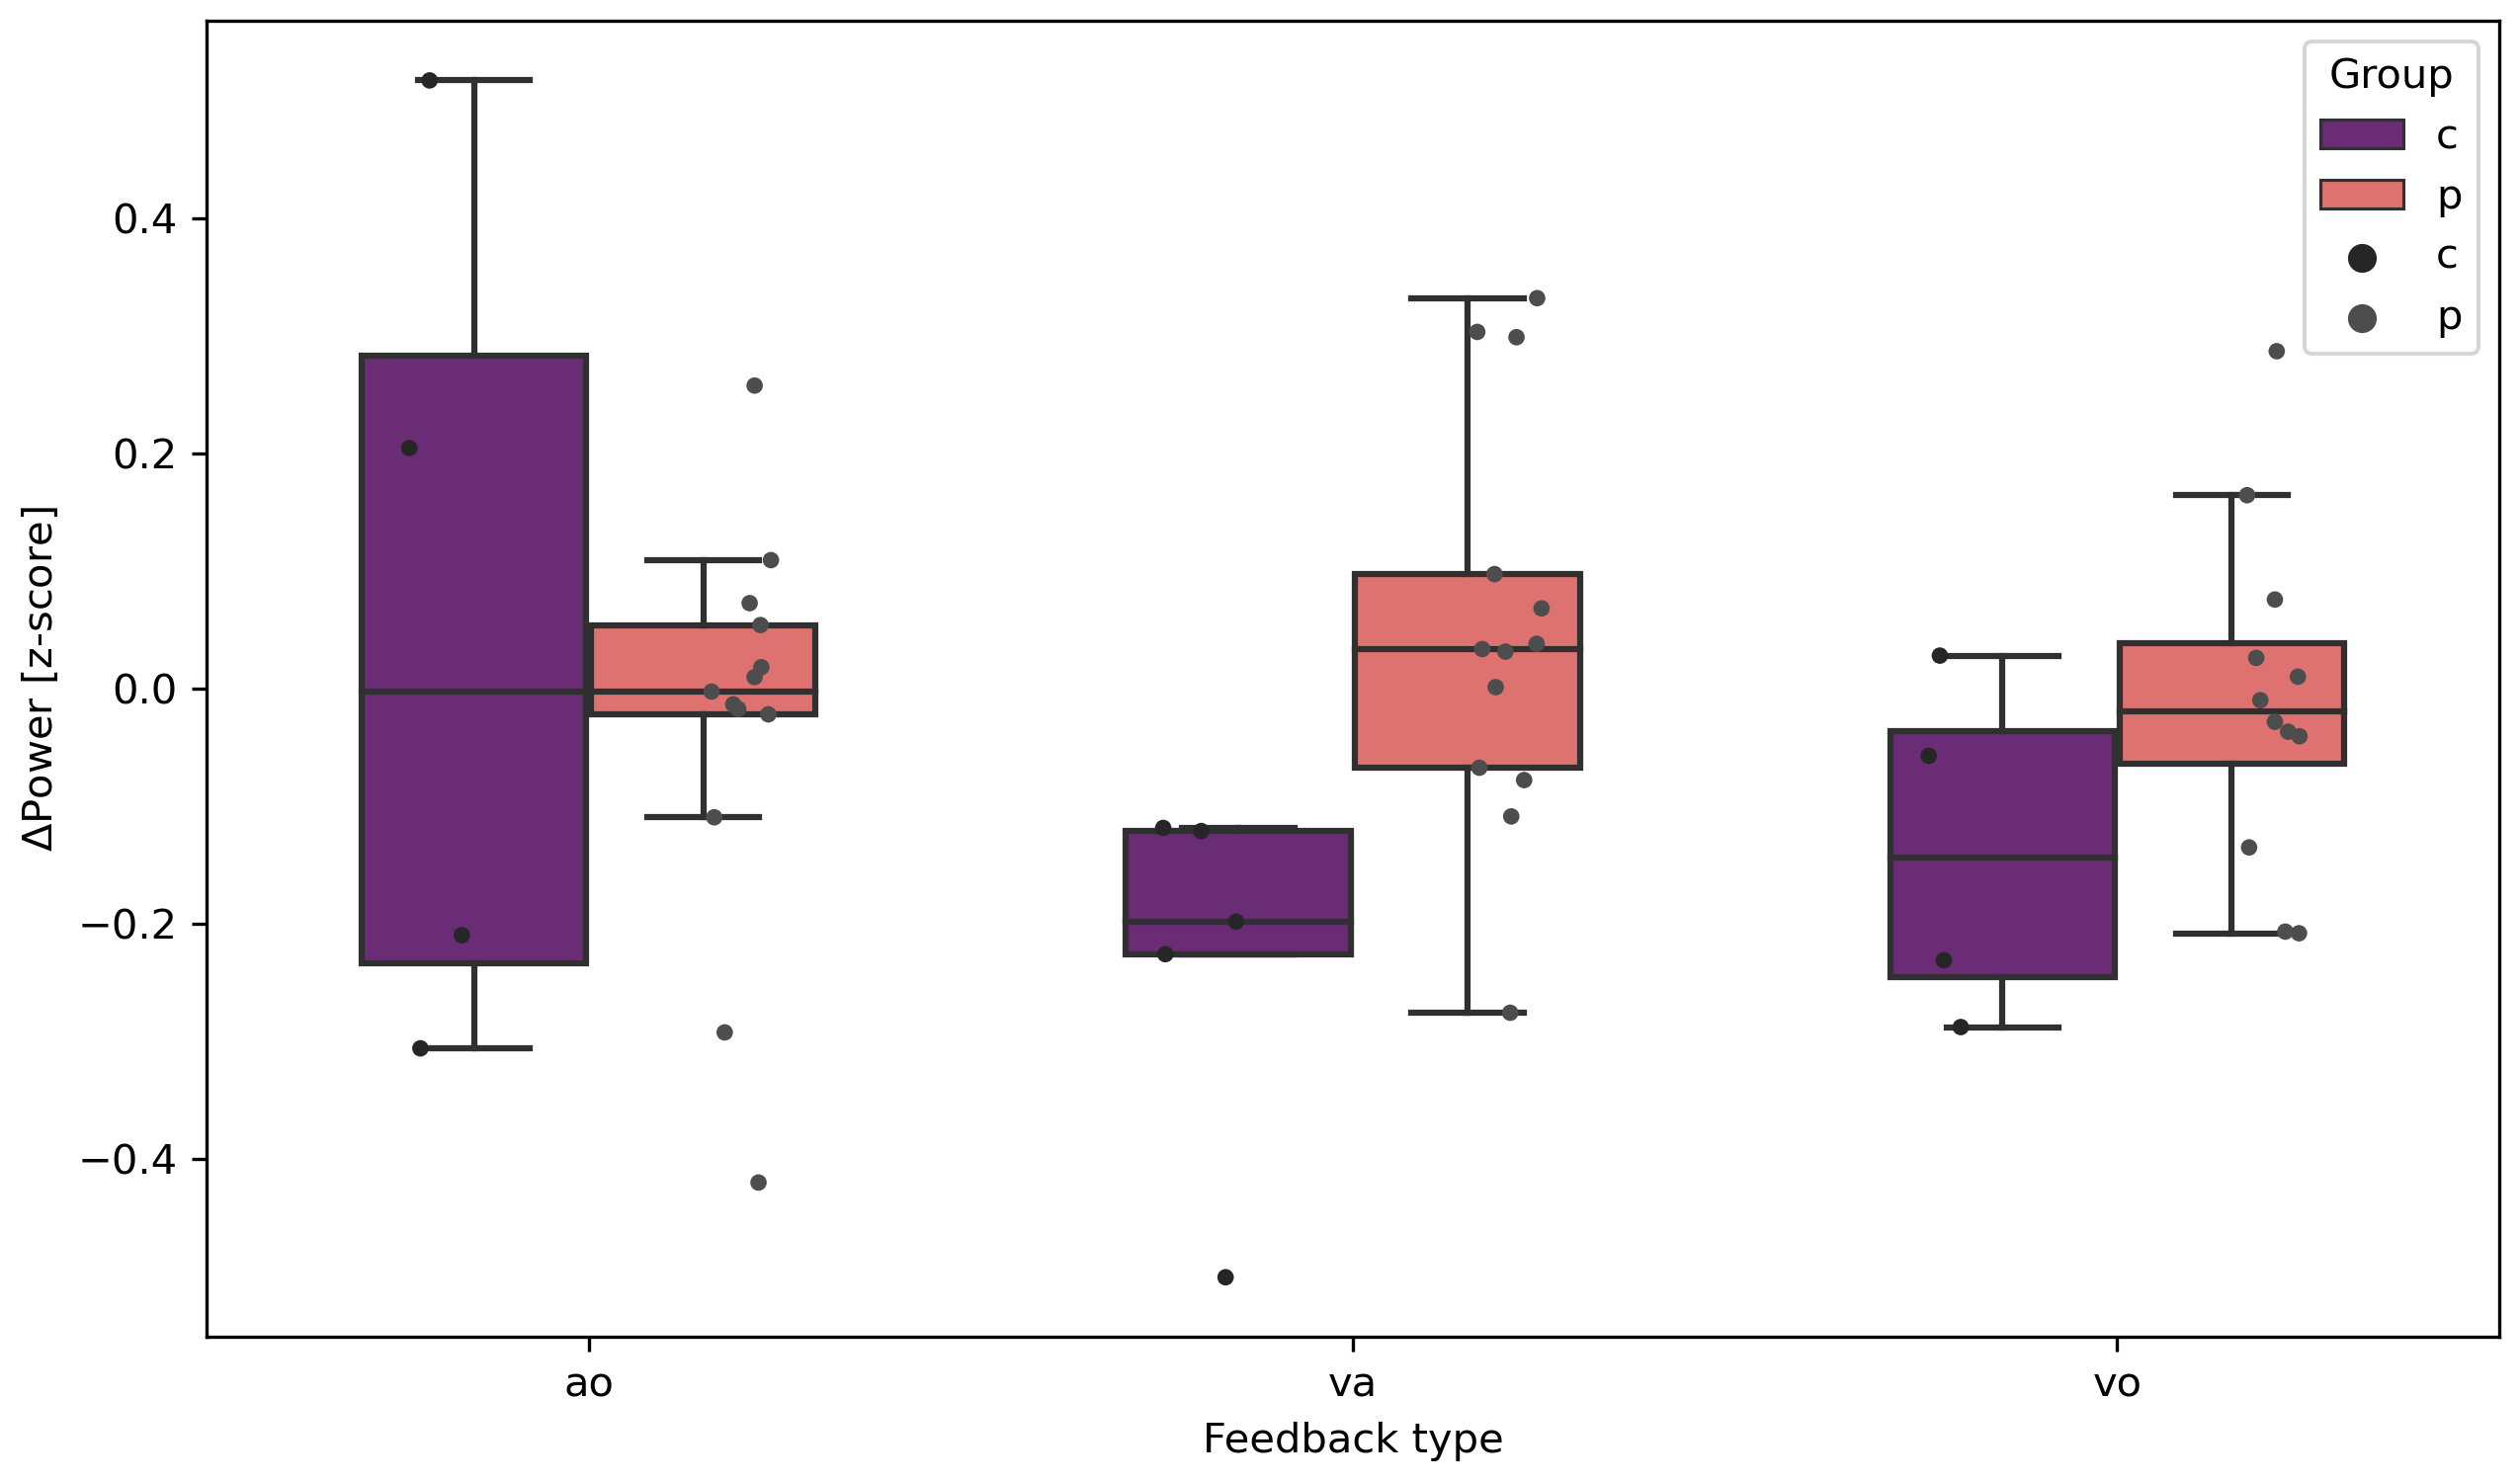 Group
c
p
c
p
0.4
0.2
0.0
−0.2
−0.4
ΔPower [z-score]
ao
va
vo
Feedback type